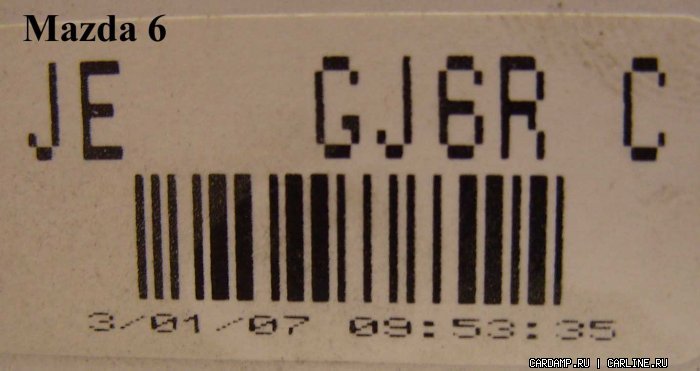 Mazda 6
JE GJ6R C
3/01/07 09:53:35
CARDAMP.RU | CARLINE.RU